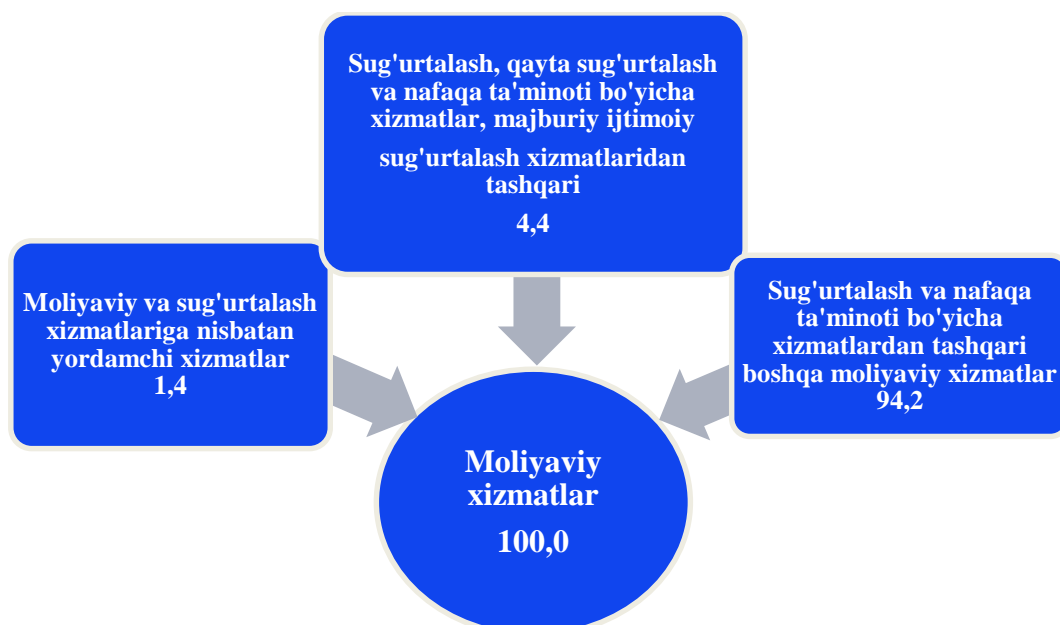 Sug'urtalash, qayta sug'urtalash
va nafaqa ta'minoti bo'yicha
xizmatlar, majburiy ijtimoiy
sug'urtalash xizmatlaridan
tashqari
4,4
Moliyaviy va sug'urtalash
xizmatlariga nisbatan
yordamchi xizmatlar
1,4
Sug'urtalash va nafaqa
ta'minoti bo'yicha
xizmatlardan tashqari
boshqa moliyaviy xizmatlar
94,2
Moliyaviy
xizmatlar
100,0